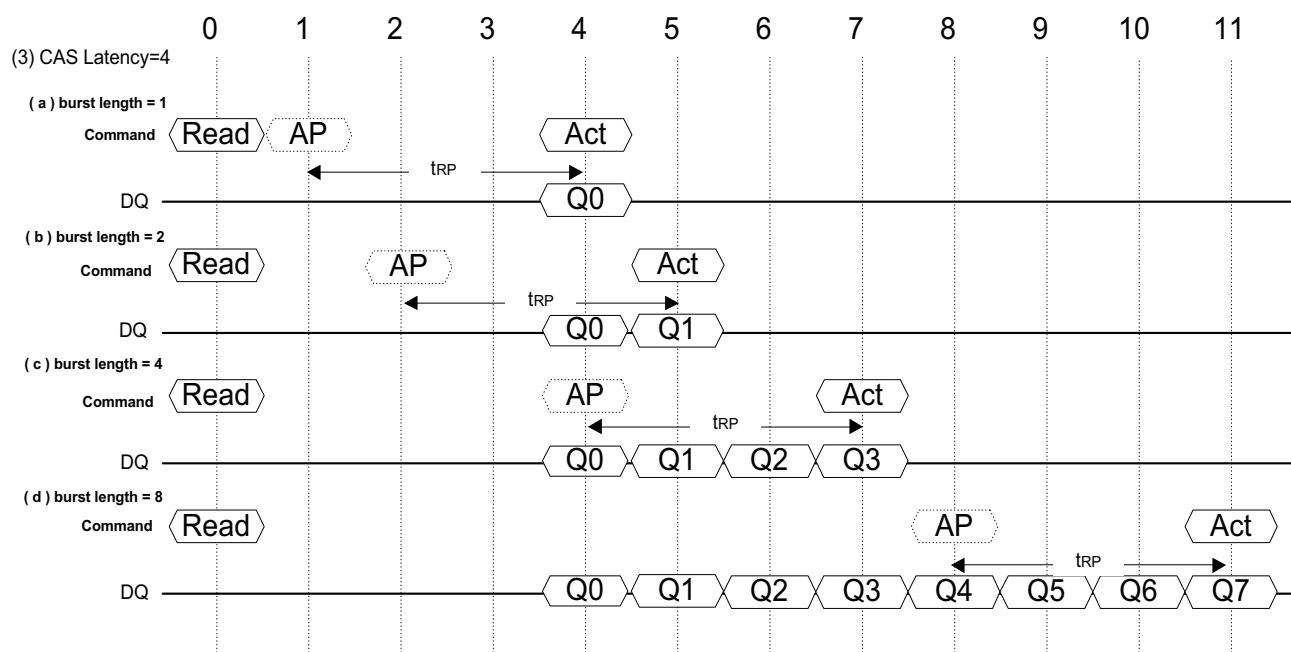 0 1 2 3 4 5 6 7 8 9 10 11
(3) CAS Latency=4
( a ) burst length = 1
Command Read AP Act
tRP
DQ Q0
( b ) burst length = 2
Command Read AP Act
tRP
DQ Q0 Q1
( c ) burst length = 4
Command Read AP Act
tRP
DQ Q0 Q1 Q2 Q3
( d ) burst length = 8
Command Read AP Act
tRP
DQ Q0 Q1 Q2 Q3 Q4 Q5 Q6 Q7